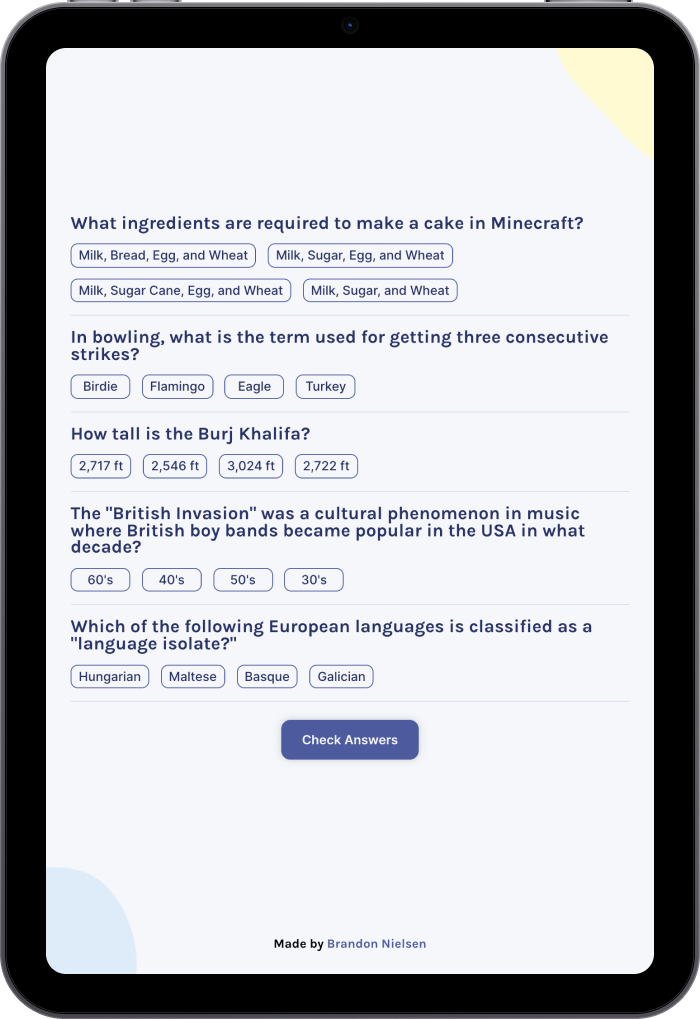 What ingredients are required to make a cake in Minecraft?
Milk, Bread, Egg, and Wheat
Milk, Sugar, Egg, and Wheat
Milk, Sugar Cane, Egg, and Wheat
Milk, Sugar, and Wheat
In bowling, what is the term used for getting three consecutive
strikes?
Birdie
Flamingo
Eagle
Turkey
How tall is the Burj Khalifa?
2,717 ft
2,546 ft
3,024 ft
2,722 ft
The "British Invasion" was a cultural phenomenon in music
where British boy bands became popular in the USA in what
decade?
60's
40's
50's
30's
Which of the following European languages is classified as a
"language isolate?"
Hungarian
Maltese
Basque
Galician
Check Answers
Made by Brandon Nielsen